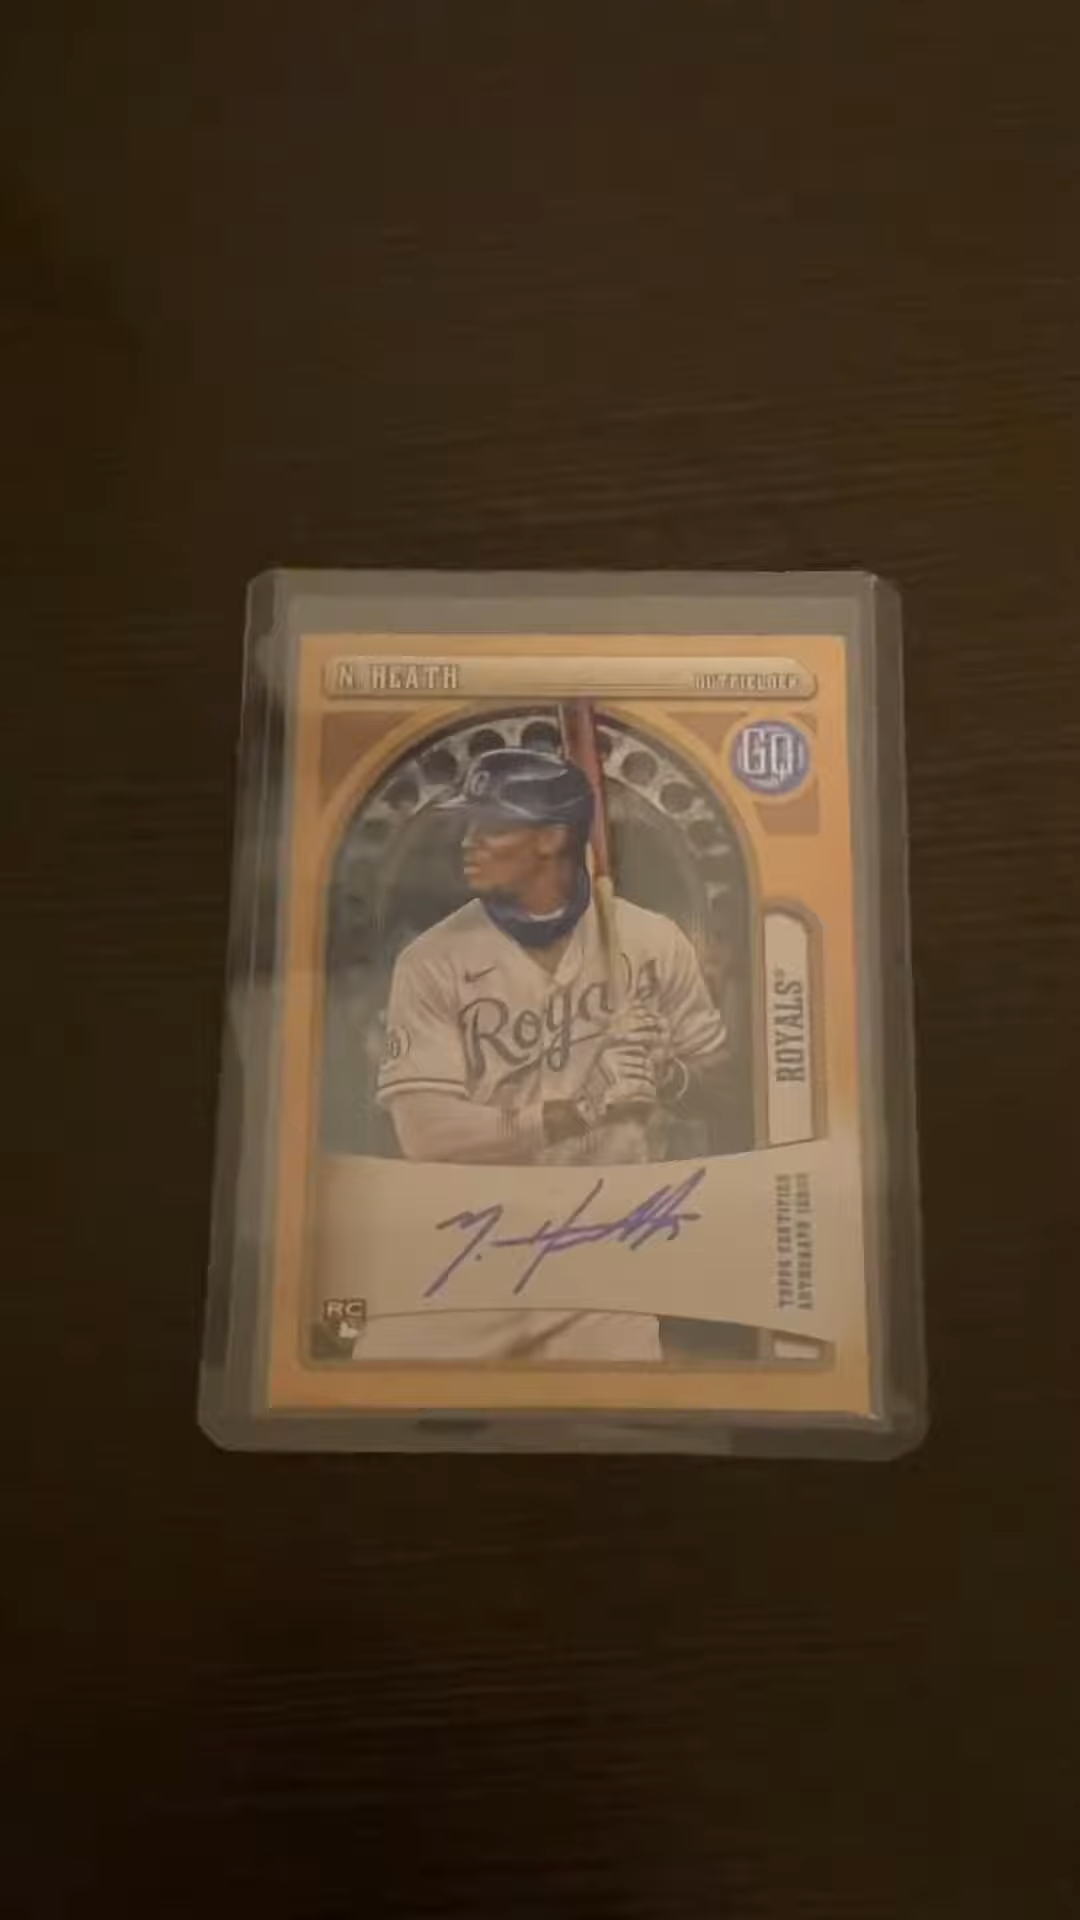 N. HEATH
OUTFIELDER
GQ
Royals
ROYALS®
TOPPS CERTIFIED
AUTOGRAPH ISSUE
RC